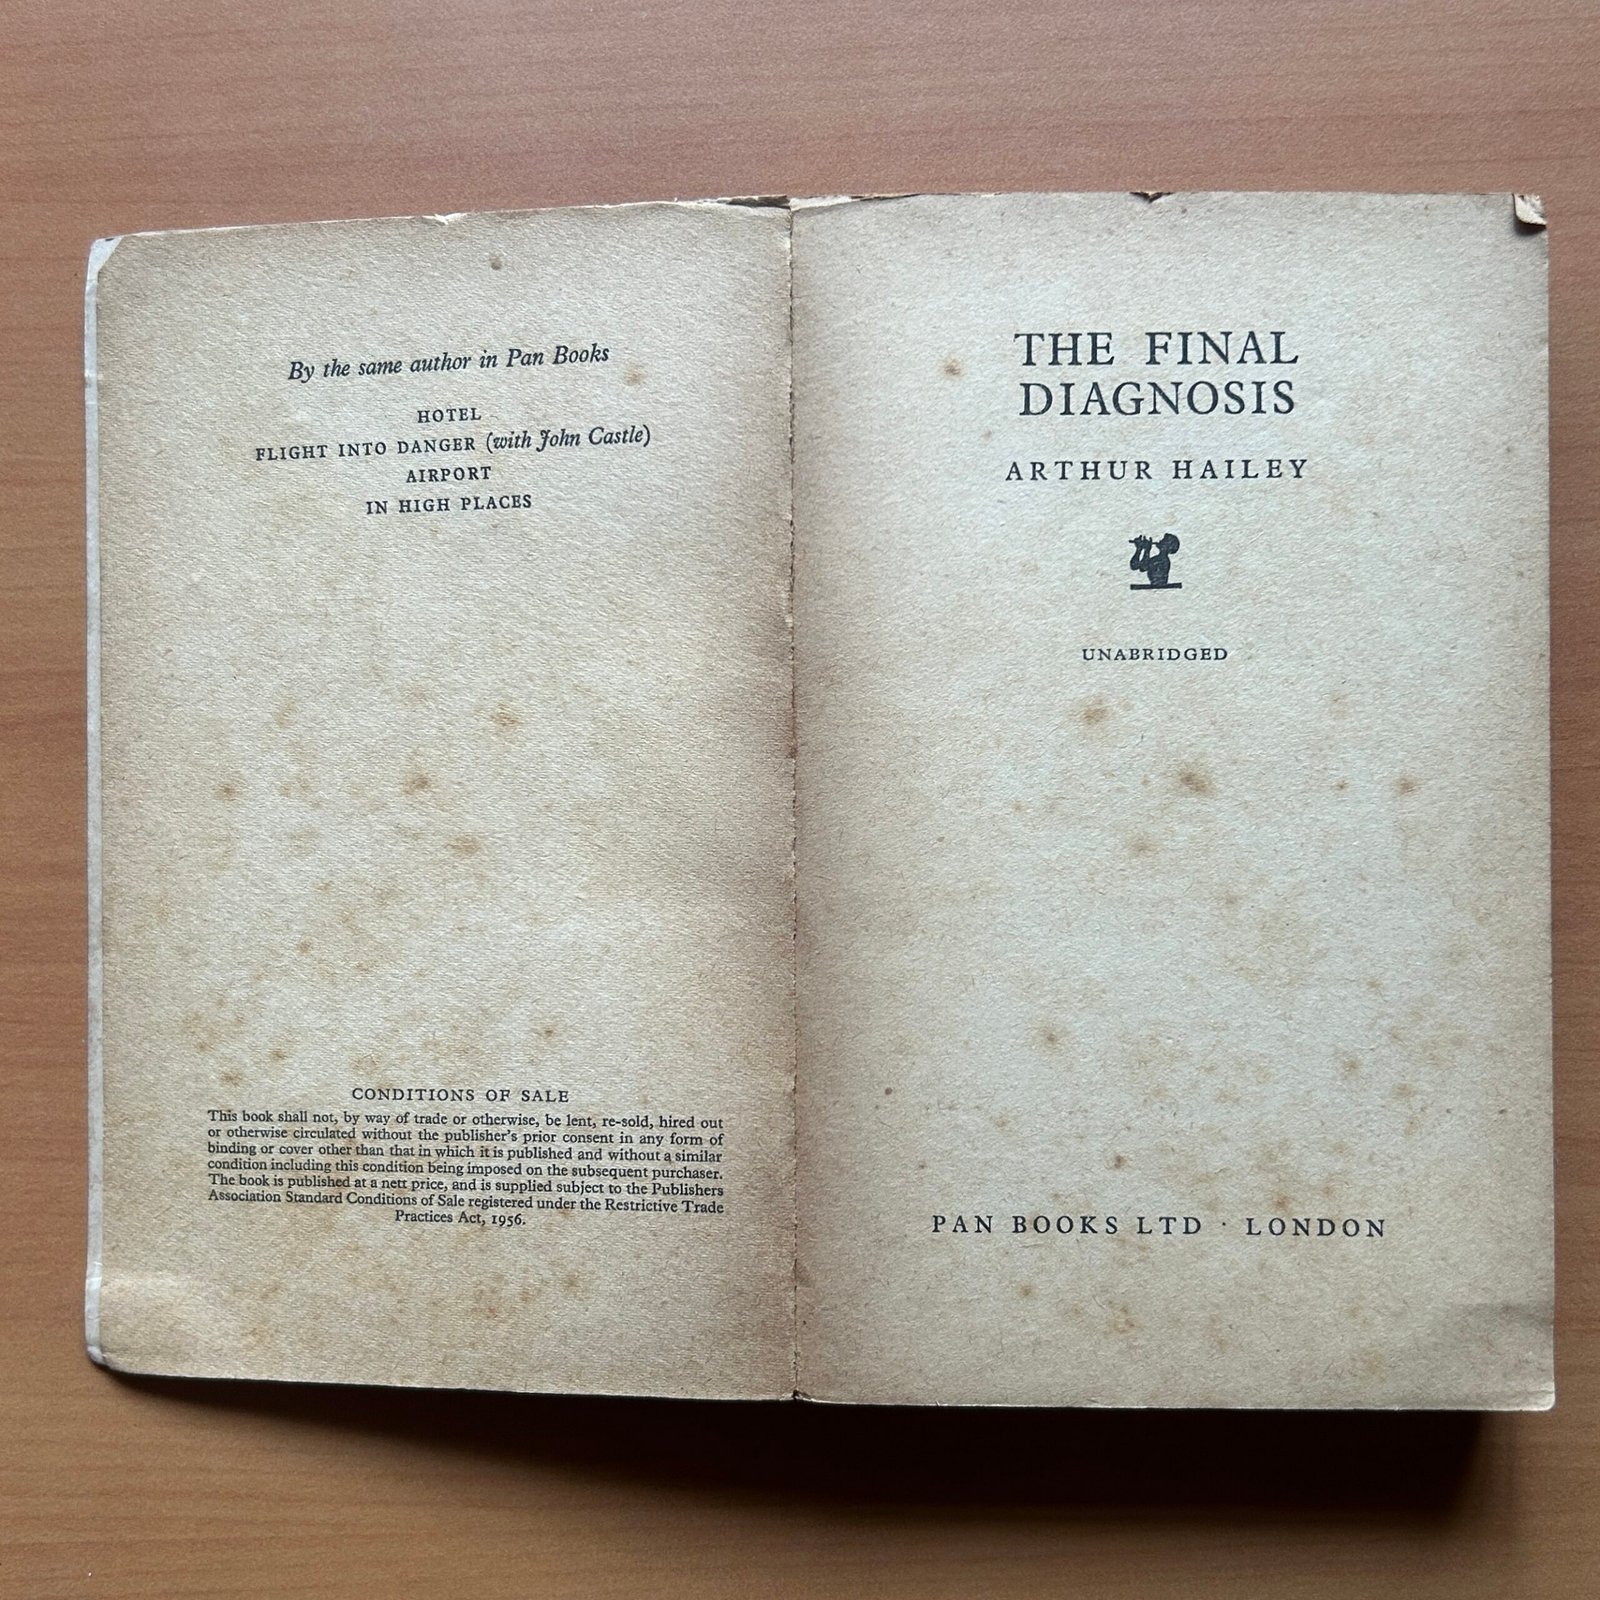 By the same author in Pan Books
HOTEL
FLIGHT INTO DANGER (with John Castle)
AIRPORT
IN HIGH PLACES
CONDITIONS OF SALE
This book shall not, by way of trade or otherwise, be lent, re-sold, hired out
or otherwise circulated without the publisher's prior consent in any form of
binding or cover other than that in which it is published and without a similar
condition including this condition being imposed on the subsequent purchaser.
The book is published at a nett price, and is supplied subject to the Publishers
Association Standard Conditions of Sale registered under the Restrictive Trade
Practices Act, 1956.
THE FINAL
DIAGNOSIS
ARTHUR HAILEY
UNABRIDGED
PAN BOOKS LTD · LONDON